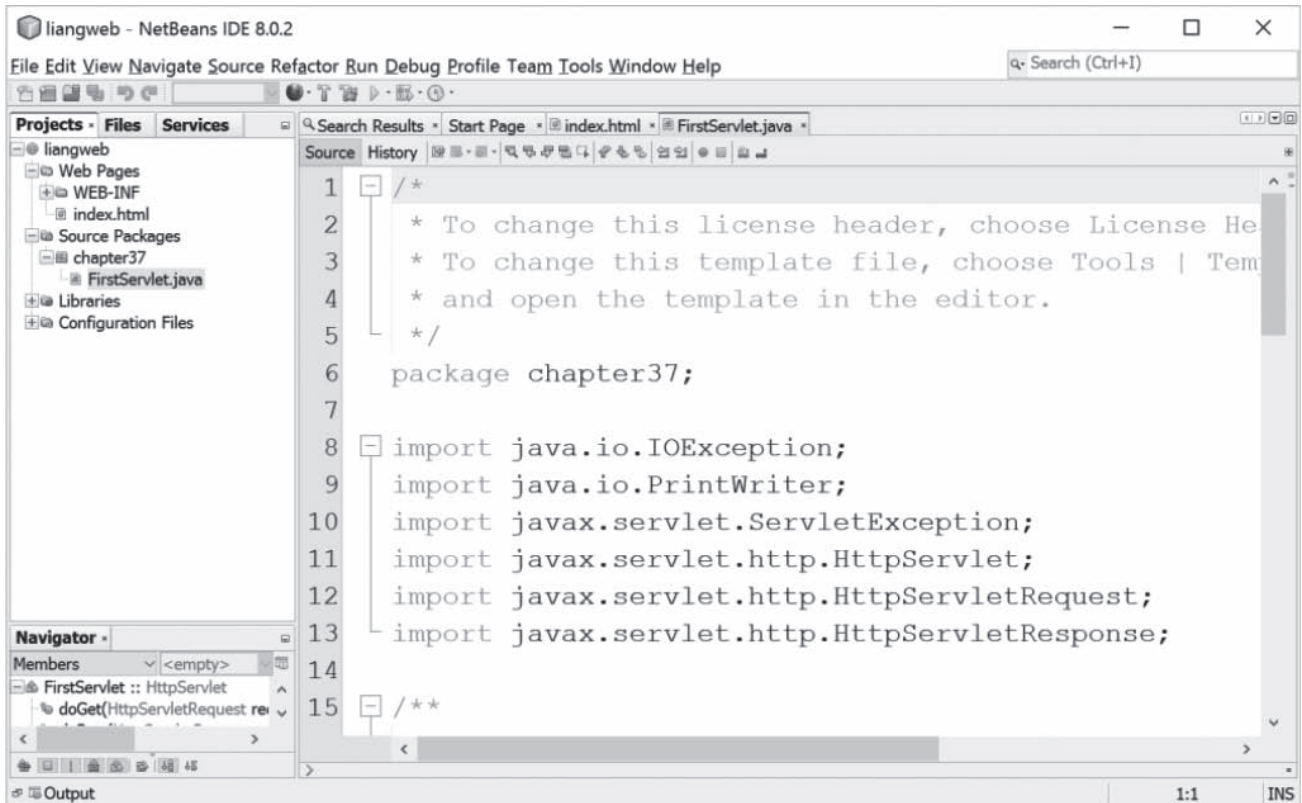 liangweb - NetBeans IDE 8.0.2
File Edit View Navigate Source Refactor Run Debug Profile Team Tools Window Help
Search (Ctrl+I)
Projects Files Services
liangweb
Web Pages
WEB-INF
index.html
Source Packages
chapter37
FirstServlet.java
Libraries
Configuration Files
Navigator
Members <empty>
FirstServlet :: HttpServlet
doGet(HttpServletRequest
Search Results Start Page index.html FirstServlet.java
Source History
1 /*
2 * To change this license header, choose License He
3 * To change this template file, choose Tools | Tem
4 * and open the template in the editor.
5 */
6 package chapter37;
7
8 import java.io.IOException;
9 import java.io.PrintWriter;
10 import javax.servlet.ServletException;
11 import javax.servlet.http.HttpServlet;
12 import javax.servlet.http.HttpServletRequest;
13 import javax.servlet.http.HttpServletResponse;
14
15 /**
Output
1:1 INS